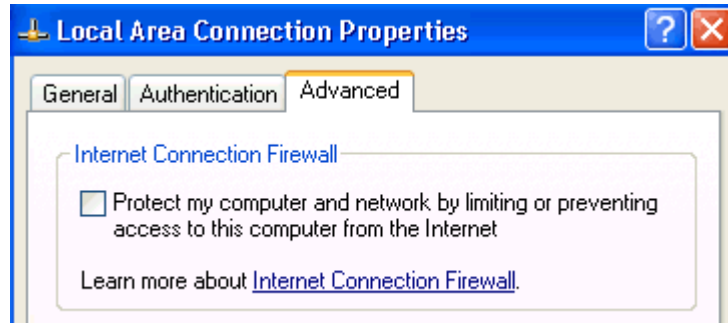 Local Area Connection Properties
General Authentication Advanced
Internet Connection Firewall
Protect my computer and network by limiting or preventing
access to this computer from the Internet
Learn more about Internet Connection Firewall.